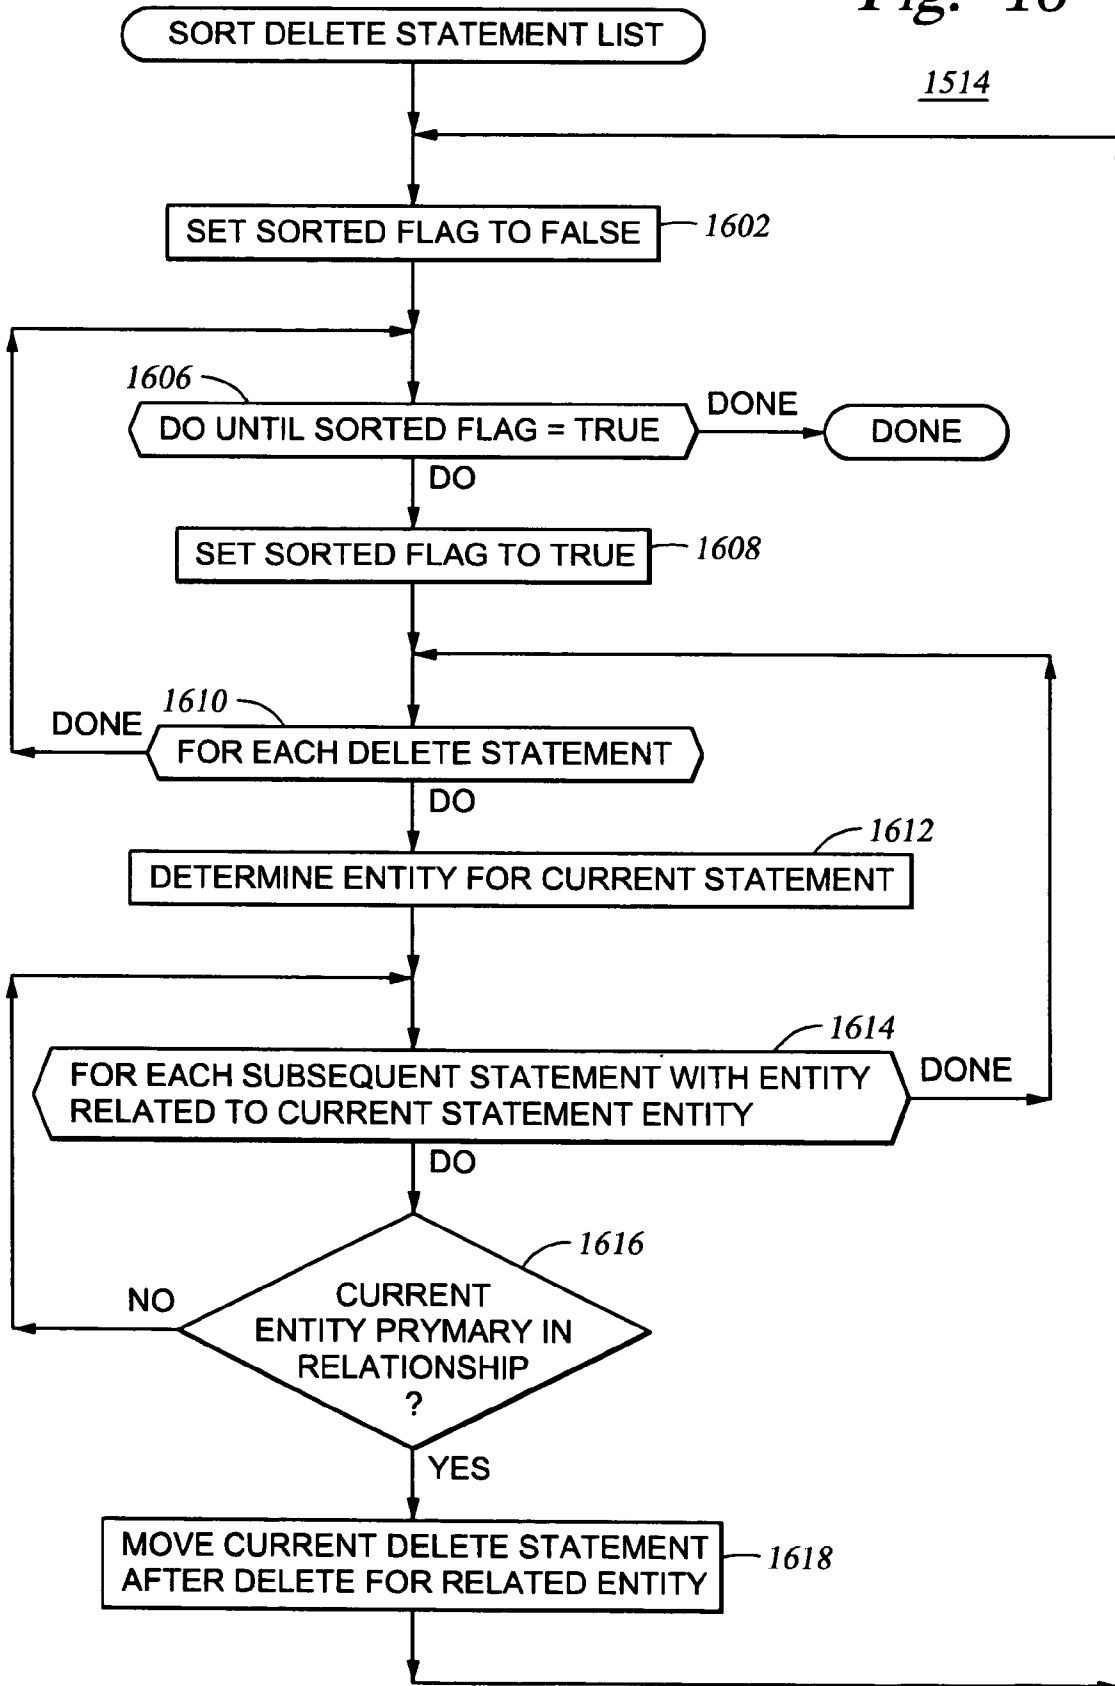 Fig. 16
SORT DELETE STATEMENT LIST
1514
SET SORTED FLAG TO FALSE
1602
1606
DO UNTIL SORTED FLAG = TRUE
DONE
DONE
DO
SET SORTED FLAG TO TRUE
1608
1610
DONE
FOR EACH DELETE STATEMENT
DO
1612
DETERMINE ENTITY FOR CURRENT STATEMENT
1614
FOR EACH SUBSEQUENT STATEMENT WITH ENTITY
RELATED TO CURRENT STATEMENT ENTITY
DONE
DO
1616
NO
CURRENT
ENTITY PRYMARY IN
RELATIONSHIP
?
YES
MOVE CURRENT DELETE STATEMENT
AFTER DELETE FOR RELATED ENTITY
1618